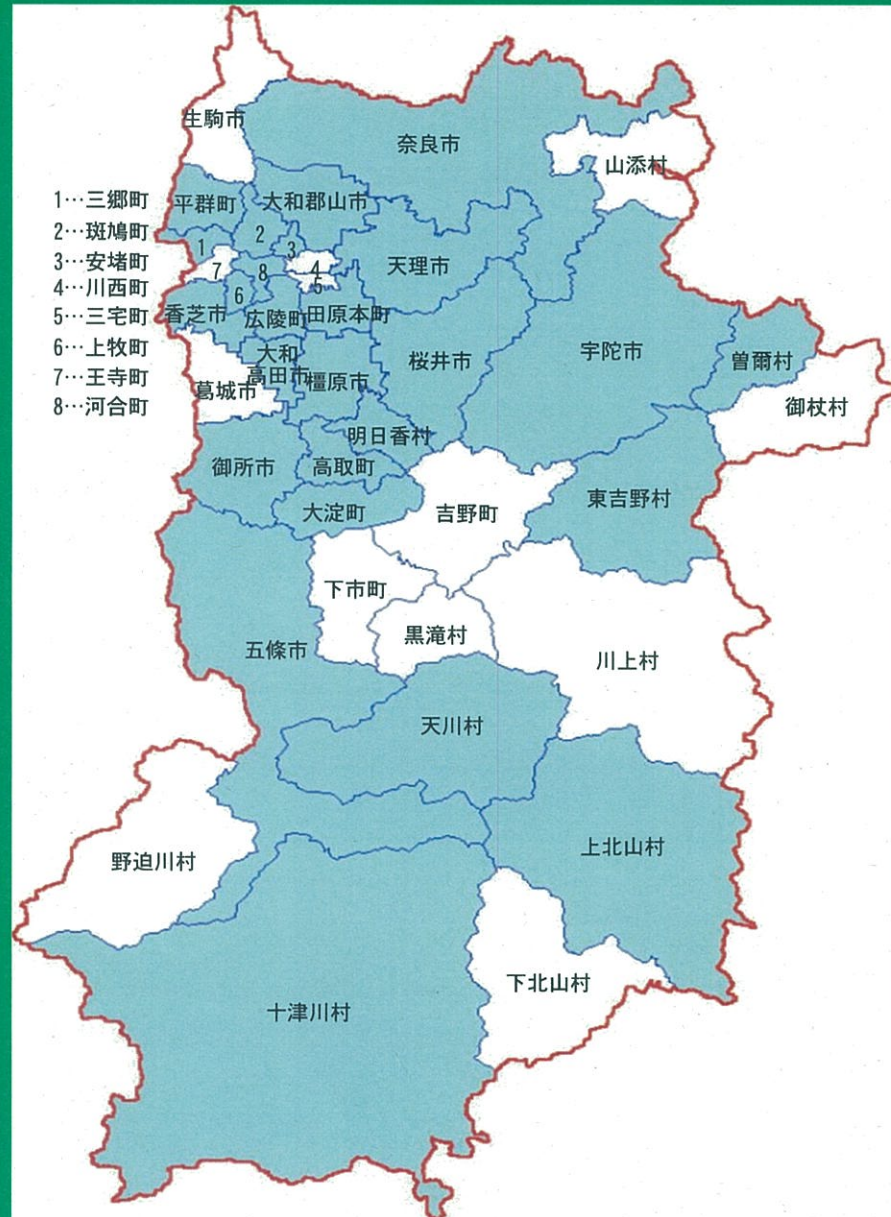 生駒市
奈良市
山添村
1…三郷町
2…斑鳩町
3…安堵町
4…川西町
5…三宅町
6…上牧町
7…王寺町
8…河合町
平群町
大和郡山市
1
2
3
4
5
6
7
8
天理市
香芝市
広陵町
田原本町
大和
高田市
葛城市
橿原市
桜井市
宇陀市
曽爾村
御杖村
明日香村
御所市
高取町
大淀町
吉野町
東吉野村
下市町
黒滝村
川上村
五條市
天川村
野迫川村
上北山村
下北山村
十津川村